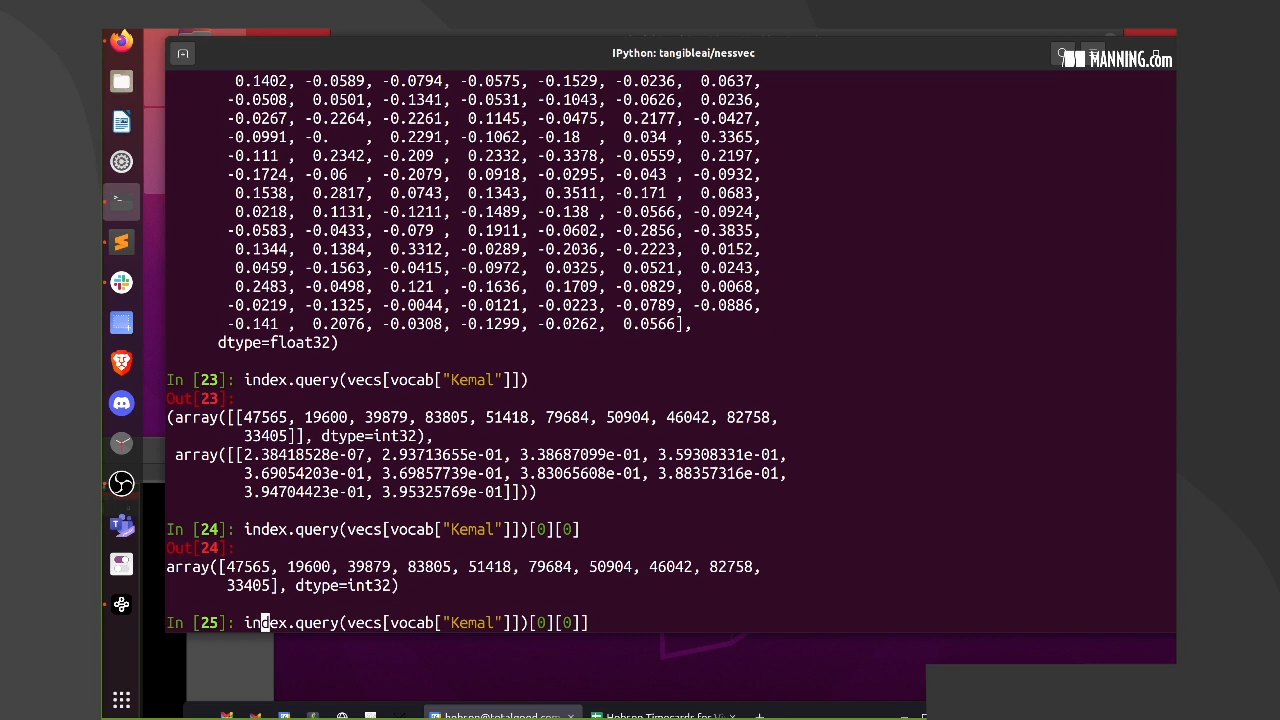 IPython: tangibleai/nessvec
MANNING.com
0.1402, -0.0589, -0.0794, -0.0575, -0.1529, -0.0236, 0.0637,
-0.0508, 0.0501, -0.1341, -0.0531, -0.1043, -0.0626, 0.0236,
-0.0267, -0.2264, -0.2261, 0.1145, -0.0475, 0.2177, -0.0427,
-0.0991, -0. , 0.2291, -0.1062, -0.18 , 0.034 , 0.3365,
-0.111 , 0.2342, -0.209 , 0.2332, -0.3378, -0.0559, 0.2197,
-0.1724, -0.06 , -0.2079, 0.0918, -0.0295, -0.043 , -0.0932,
0.1538, 0.2817, 0.0743, 0.1343, 0.3511, -0.171 , 0.0683,
0.0218, 0.1131, -0.1211, -0.1489, -0.138 , -0.0566, -0.0924,
-0.0583, -0.0433, -0.079 , 0.1911, -0.0602, -0.2856, -0.3835,
0.1344, 0.1384, 0.3312, -0.0289, -0.2036, -0.2223, 0.0152,
0.0459, -0.1563, -0.0415, -0.0972, 0.0325, 0.0521, 0.0243,
0.2483, -0.0498, 0.121 , -0.1636, 0.1709, -0.0829, 0.0068,
-0.0219, -0.1325, -0.0044, -0.0121, -0.0223, -0.0789, -0.0886,
-0.141 , 0.2076, -0.0308, -0.1299, -0.0262, 0.0566],
dtype=float32)
In [23]: index.query(vecs[vocab["Kemal"]])
Out[23]:
(array([[47565, 19600, 39879, 83805, 51418, 79684, 50904, 46042, 82758,
33405]], dtype=int32),
array([[2.38418528e-07, 2.93713655e-01, 3.38687099e-01, 3.59308331e-01,
3.69054203e-01, 3.69857739e-01, 3.83065608e-01, 3.88357316e-01,
3.94704423e-01, 3.95325769e-01]]))
In [24]: index.query(vecs[vocab["Kemal"]])[0][0]
Out[24]:
array([47565, 19600, 39879, 83805, 51418, 79684, 50904, 46042, 82758,
33405], dtype=int32)
In [25]: index.query(vecs[vocab["Kemal"]])[0][0]]
hobson@totalgood.com
Hobson Timecards for Vi